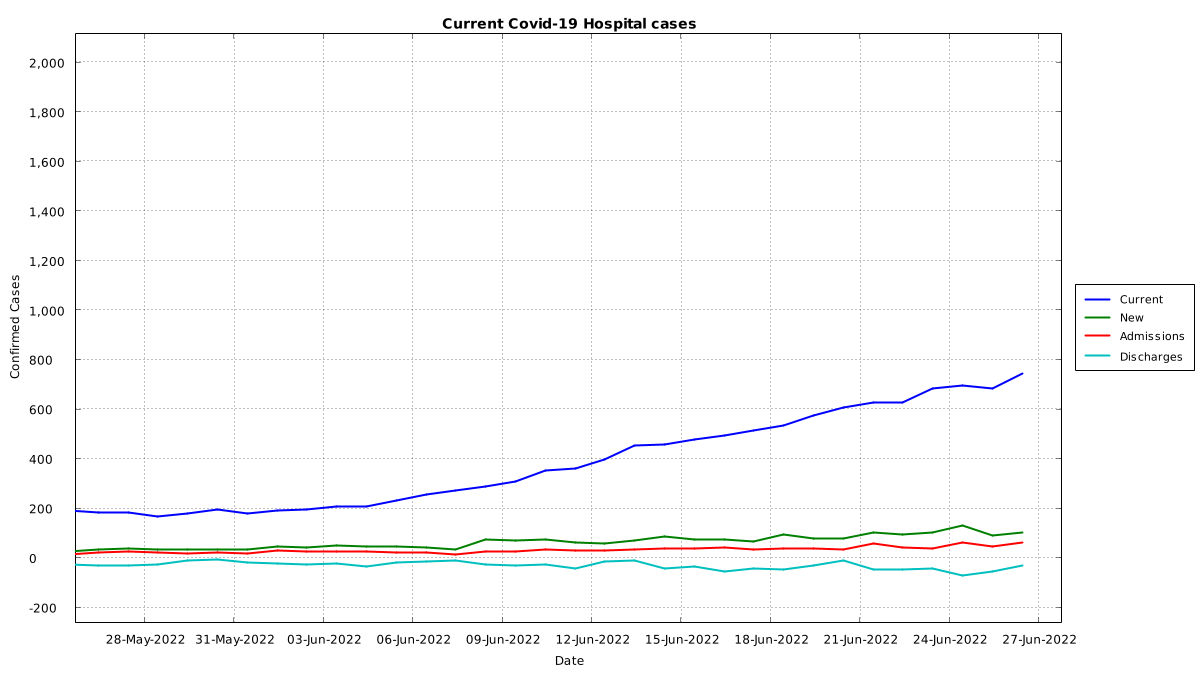 Current Covid-19 Hospital cases
2,000
1,800
1,600
1,400
1,200
1,000
800
600
400
200
0
-200
Confirmed Cases
28-May-2022 31-May-2022 03-Jun-2022 06-Jun-2022 09-Jun-2022 12-Jun-2022 15-Jun-2022 18-Jun-2022 21-Jun-2022 24-Jun-2022 27-Jun-2022
Date
Current
New
Admissions
Discharges